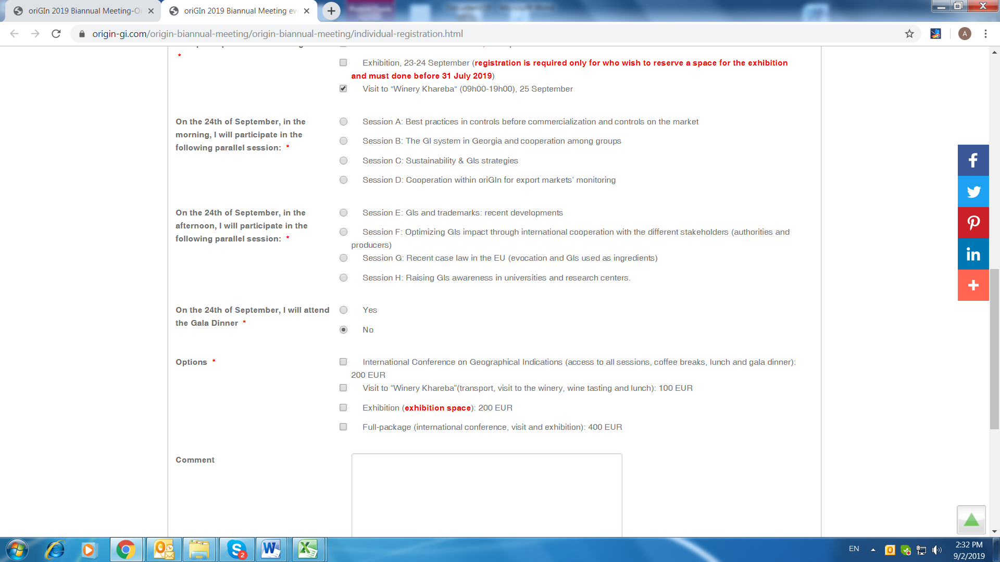 oriGIn 2019 Biannual Meeting-Or
oriGIn 2019 Biannual Meeting eve
origin-gi.com/origin-biannual-meeting/origin-biannual-meeting/individual-registration.html
A
*
Exhibition, 23-24 September (registration is required only for who wish to reserve a space for the exhibition
and must done before 31 July 2019)
Visit to "Winery Khareba" (09h00-19h00), 25 September
On the 24th of September, in the
morning, I will participate in the
following parallel session: *
Session A: Best practices in controls before commercialization and controls on the market
Session B: The GI system in Georgia and cooperation among groups
Session C: Sustainability & GIs strategies
Session D: Cooperation within oriGIn for export markets’ monitoring
On the 24th of September, in the
afternoon, I will participate in the
following parallel session: *
Session E: GIs and trademarks: recent developments
Session F: Optimizing GIs impact through international cooperation with the different stakeholders (authorities and
producers)
Session G: Recent case law in the EU (evocation and GIs used as ingredients)
Session H: Raising GIs awareness in universities and research centers.
On the 24th of September, I will attend
the Gala Dinner *
Yes
No
Options *
International Conference on Geographical Indications (access to all sessions, coffee breaks, lunch and gala dinner):
200 EUR
Visit to “Winery Khareba”(transport, visit to the winery, wine tasting and lunch): 100 EUR
Exhibition (exhibition space): 200 EUR
Full-package (international conference, visit and exhibition): 400 EUR
Comment
EN
2:32 PM
9/2/2019
2